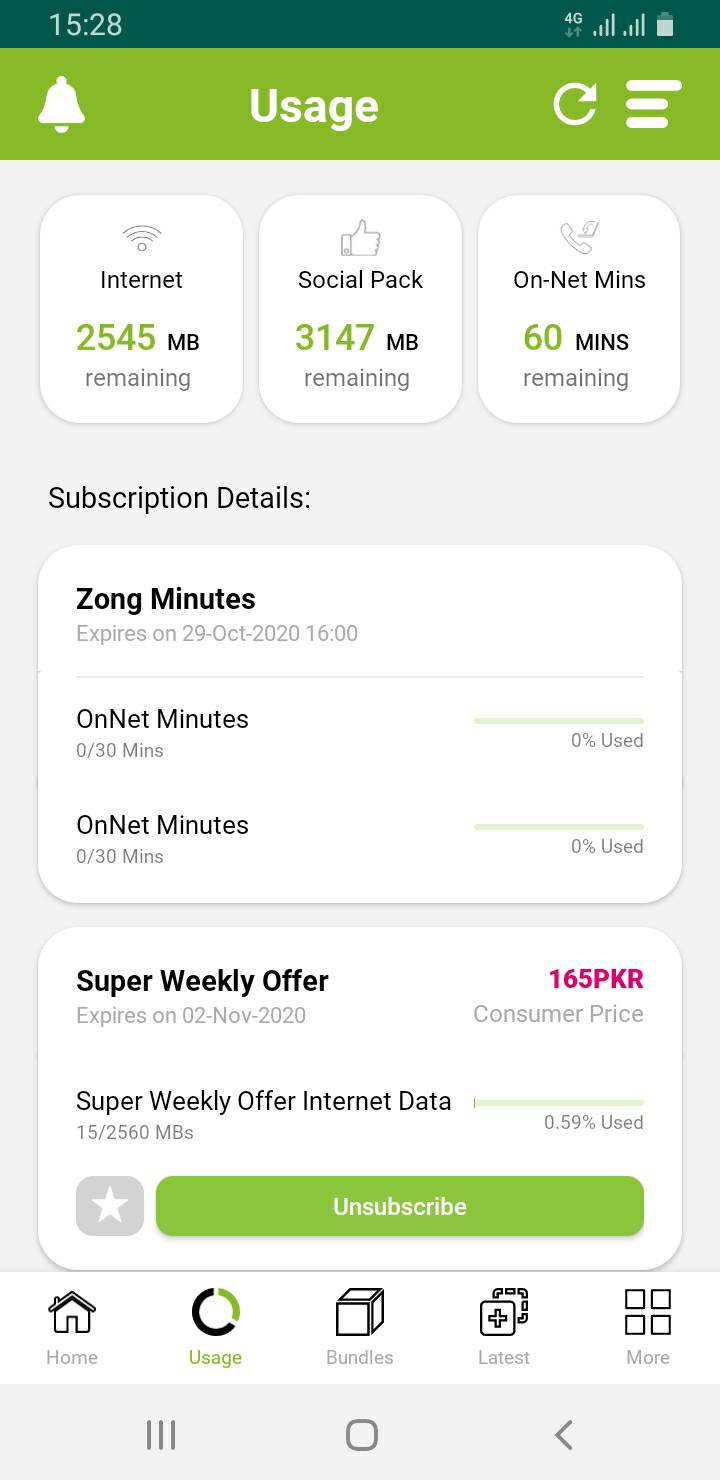 15:28
4G
Usage
Internet
2545 MB
remaining
Social Pack
3147 MB
remaining
On-Net Mins
60 MINS
remaining
Subscription Details:
Zong Minutes
Expires on 29-Oct-2020 16:00
OnNet Minutes
0/30 Mins
0% Used
OnNet Minutes
0/30 Mins
0% Used
Super Weekly Offer
165PKR
Expires on 02-Nov-2020
Consumer Price
Super Weekly Offer Internet Data
15/2560 MBs
0.59% Used
Unsubscribe
Home
Usage
Bundles
Latest
More